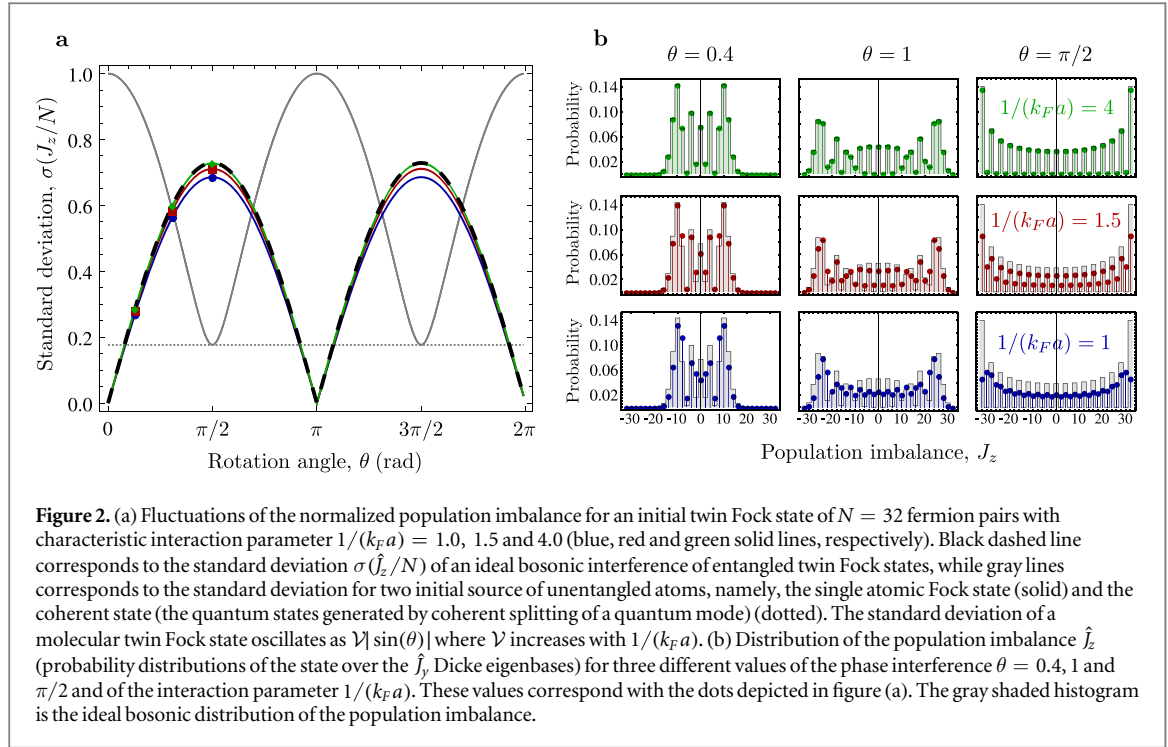 a
Standard deviation, σ(J_z/N)
1.0
0.8
0.6
0.4
0.2
0.0
0
π/2
π
3π/2
2π
Rotation angle, θ (rad)
b
θ = 0.4
θ = 1
θ = π/2
Probability
0.14
0.10
0.06
0.02
1/(k_F a) = 4
Probability
0.14
0.10
0.06
0.02
1/(k_F a) = 1.5
Probability
0.14
0.10
0.06
0.02
1/(k_F a) = 1
-30 -20 -10 0 10 20 30
-30 -20 -10 0 10 20 30
-30 -20 -10 0 10 20 30
Population imbalance, J_z
Figure 2. (a) Fluctuations of the normalized population imbalance for an initial twin Fock state of N = 32 fermion pairs with
characteristic interaction parameter 1/(k_F a) = 1.0, 1.5 and 4.0 (blue, red and green solid lines, respectively). Black dashed line
corresponds to the standard deviation σ(Ĵ_z/N) of an ideal bosonic interference of entangled twin Fock states, while gray lines
corresponds to the standard deviation for two initial source of unentangled atoms, namely, the single atomic Fock state (solid) and the
coherent state (the quantum states generated by coherent splitting of a quantum mode) (dotted). The standard deviation of a
molecular twin Fock state oscillates as 𝒱| sin(θ)| where 𝒱 increases with 1/(k_F a). (b) Distribution of the population imbalance Ĵ_z
(probability distributions of the state over the Ĵ_y Dicke eigenbases) for three different values of the phase interference θ = 0.4, 1 and
π/2 and of the interaction parameter 1/(k_F a). These values correspond with the dots depicted in figure (a). The gray shaded histogram
is the ideal bosonic distribution of the population imbalance.